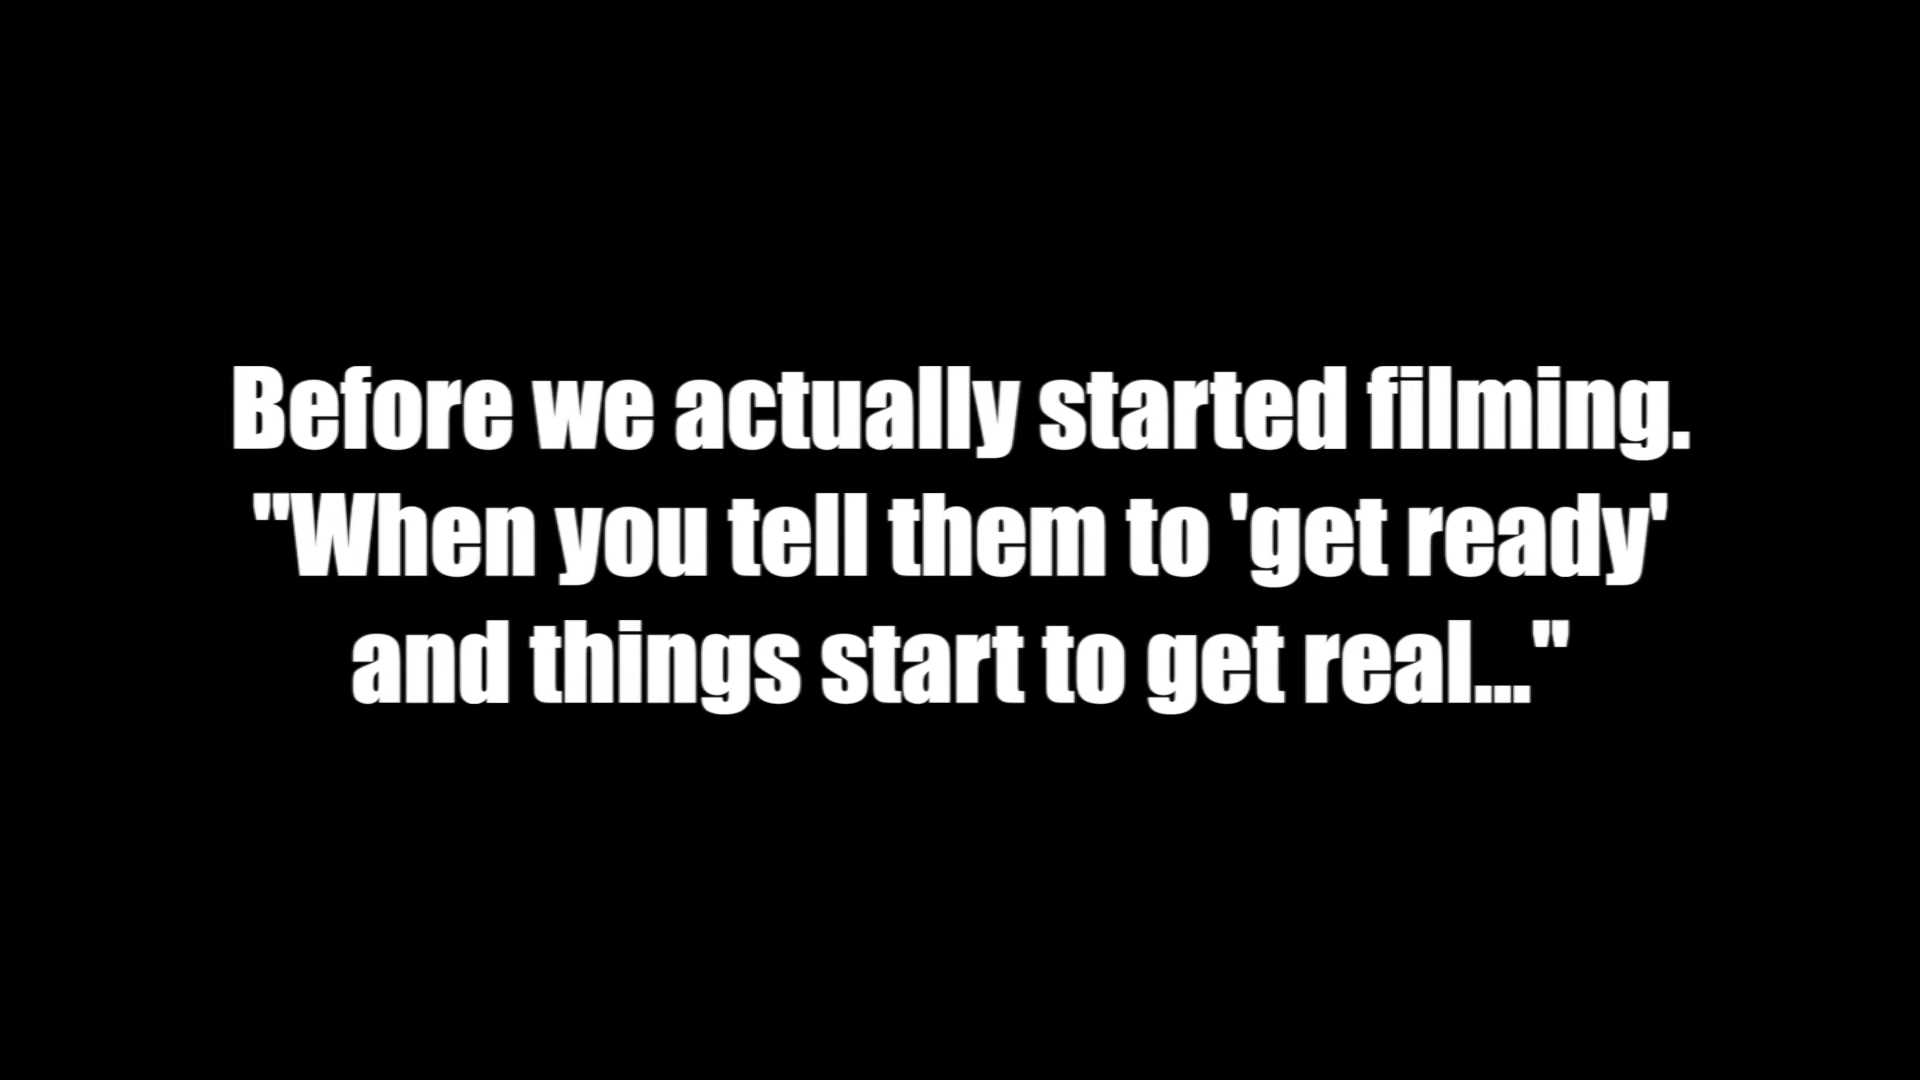 Before we actually started filming.
"When you tell them to 'get ready'
and things start to get real..."